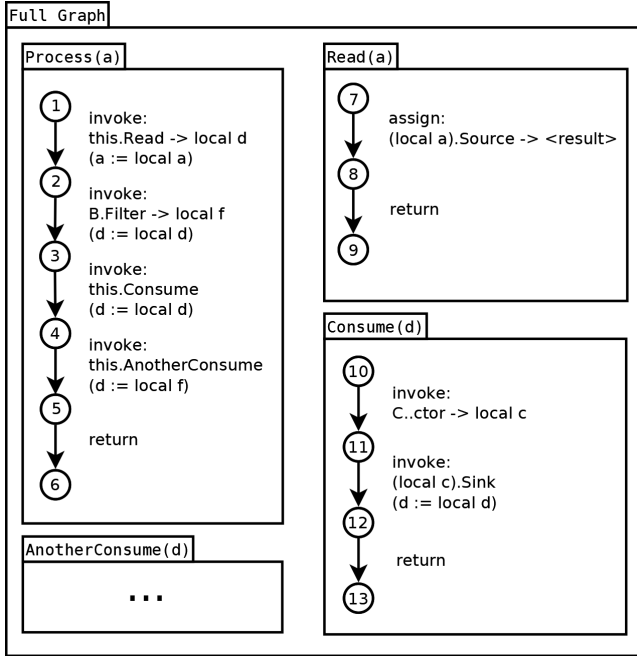 Full Graph
Process(a)
1
invoke:
this.Read -> local d
(a := local a)
2
invoke:
B.Filter -> local f
(d := local d)
3
invoke:
this.Consume
(d := local d)
4
invoke:
this.AnotherConsume
(d := local f)
5
return
6
AnotherConsume(d)
...
Read(a)
7
assign:
(local a).Source -> <result>
8
return
9
Consume(d)
10
invoke:
C..ctor -> local c
11
invoke:
(local c).Sink
(d := local d)
12
return
13